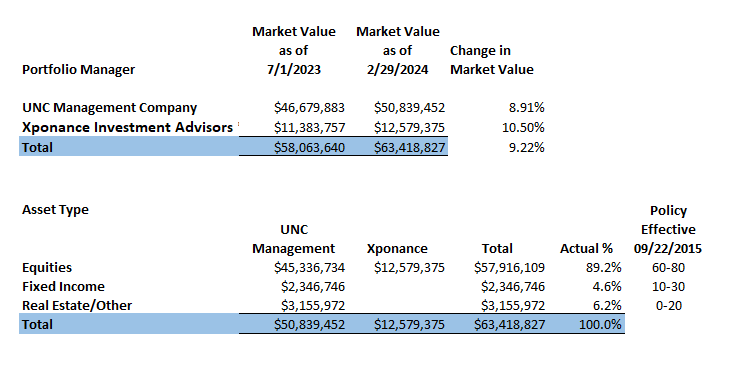 Market Value Market Value
as of as of Change in
Portfolio Manager 7/1/2023 2/29/2024 Market Value
UNC Management Company $46,679,883 $50,839,452 8.91%
Xponance Investment Advisors $11,383,757 $12,579,375 10.50%
Total $58,063,640 $63,418,827 9.22%
Asset Type Policy
UNC Effective
Management Xponance Total Actual % 09/22/2015
Equities $45,336,734 $12,579,375 $57,916,109 89.2% 60-80
Fixed Income $2,346,746 $2,346,746 4.6% 10-30
Real Estate/Other $3,155,972 $3,155,972 6.2% 0-20
Total $50,839,452 $12,579,375 $63,418,827 100.0%